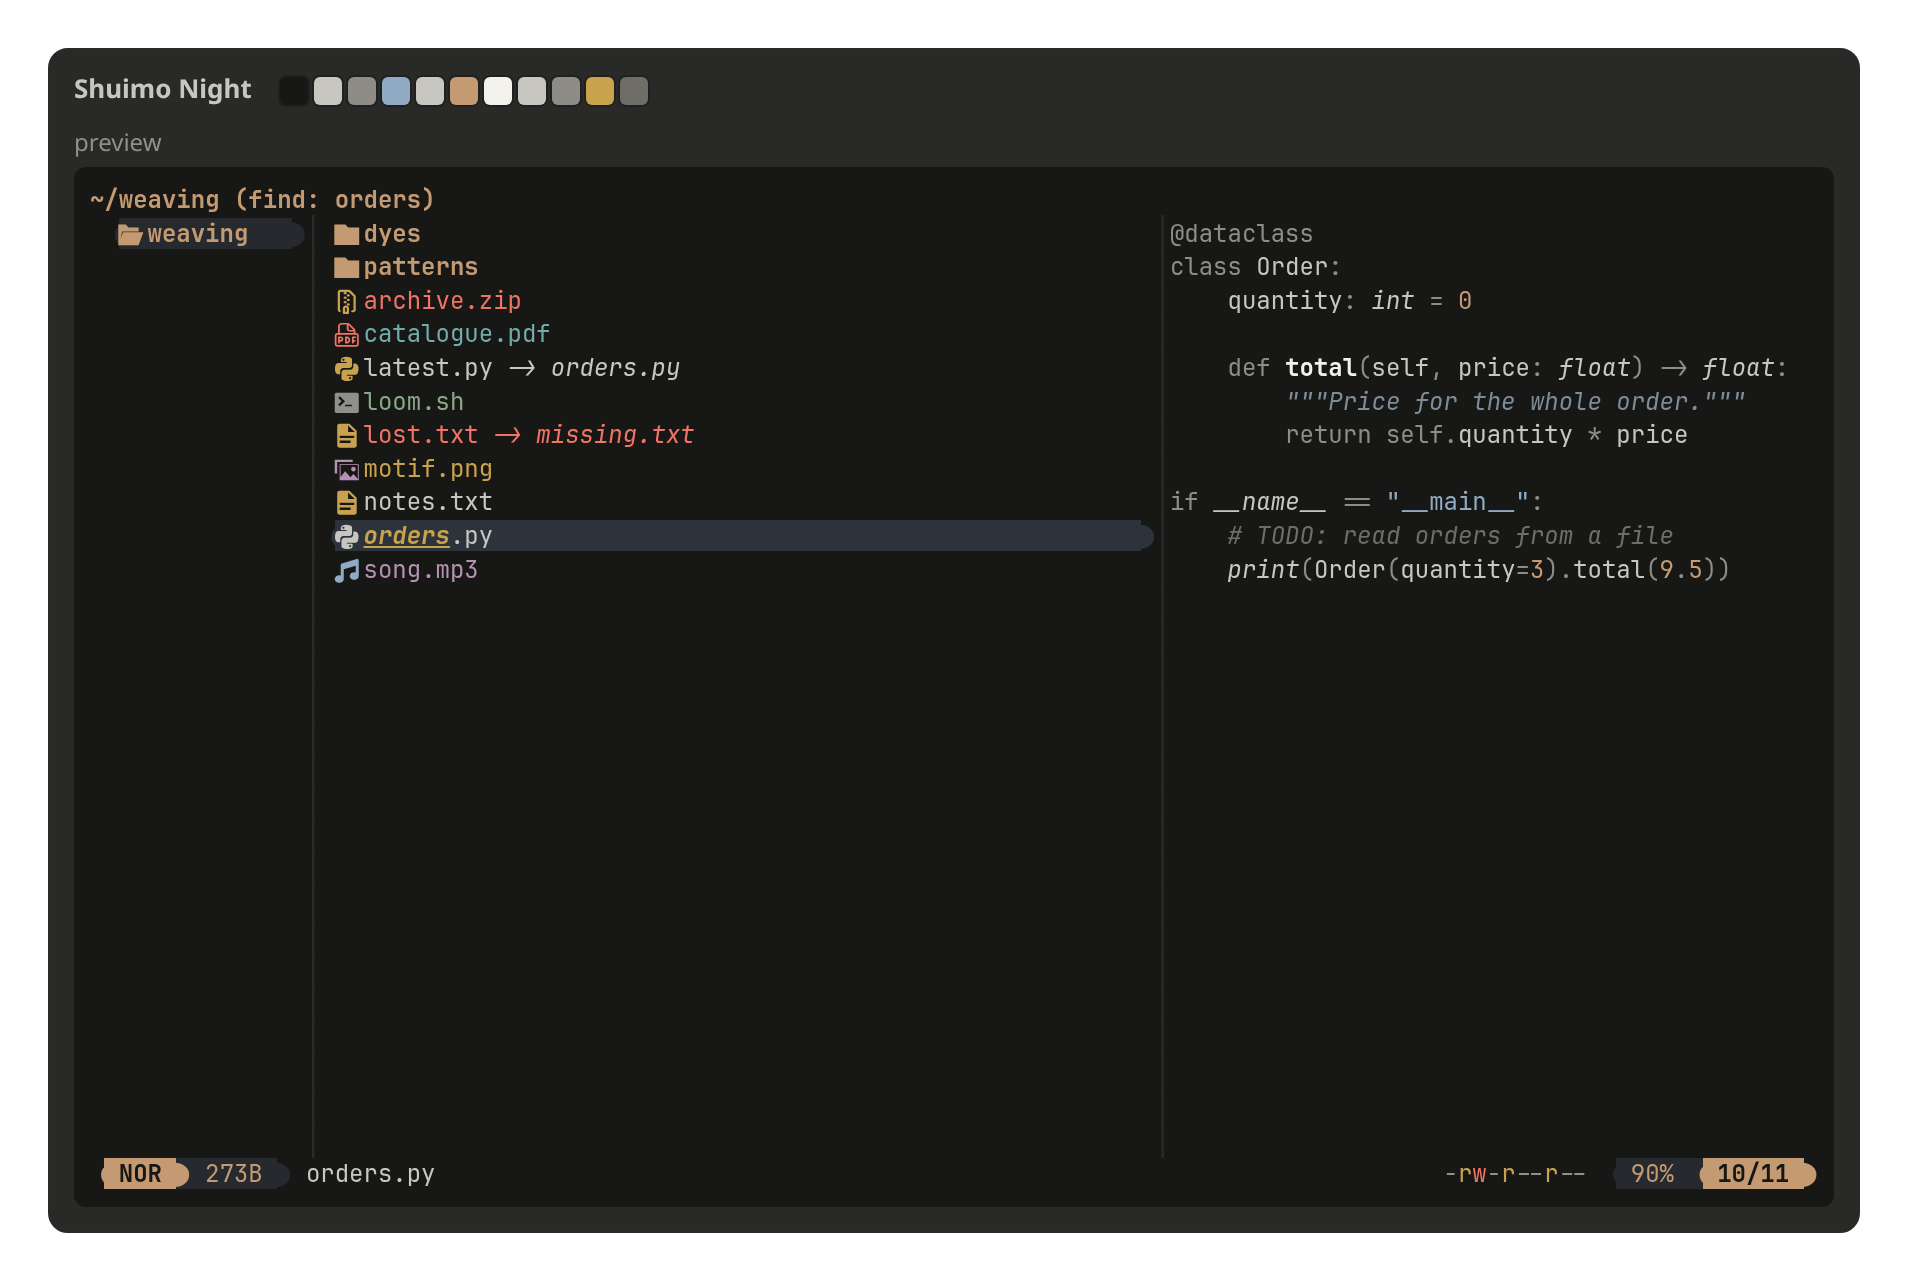 Shuimo Night
preview
~/weaving (find: orders)
weaving
dyes
patterns
archive.zip
PDF
catalogue.pdf
latest.py -> orders.py
loom.sh
lost.txt -> missing.txt
motif.png
notes.txt
orders.py
song.mp3
@dataclass
class Order:
    quantity: int = 0
    def total(self, price: float) -> float:
        """Price for the whole order."""
        return self.quantity * price
if __name__ == "__main__":
    # TODO: read orders from a file
    print(Order(quantity=3).total(9.5))
NOR 273B orders.py
-rw-r--r-- 90% 10/11